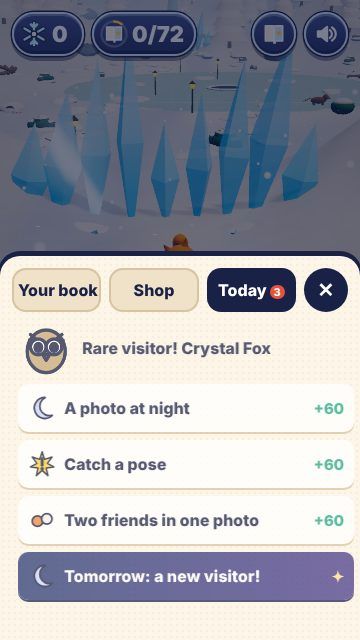 0
0/72
Your book
Shop
Today 3
Rare visitor! Crystal Fox
A photo at night +60
Catch a pose +60
Two friends in one photo +60
Tomorrow: a new visitor!